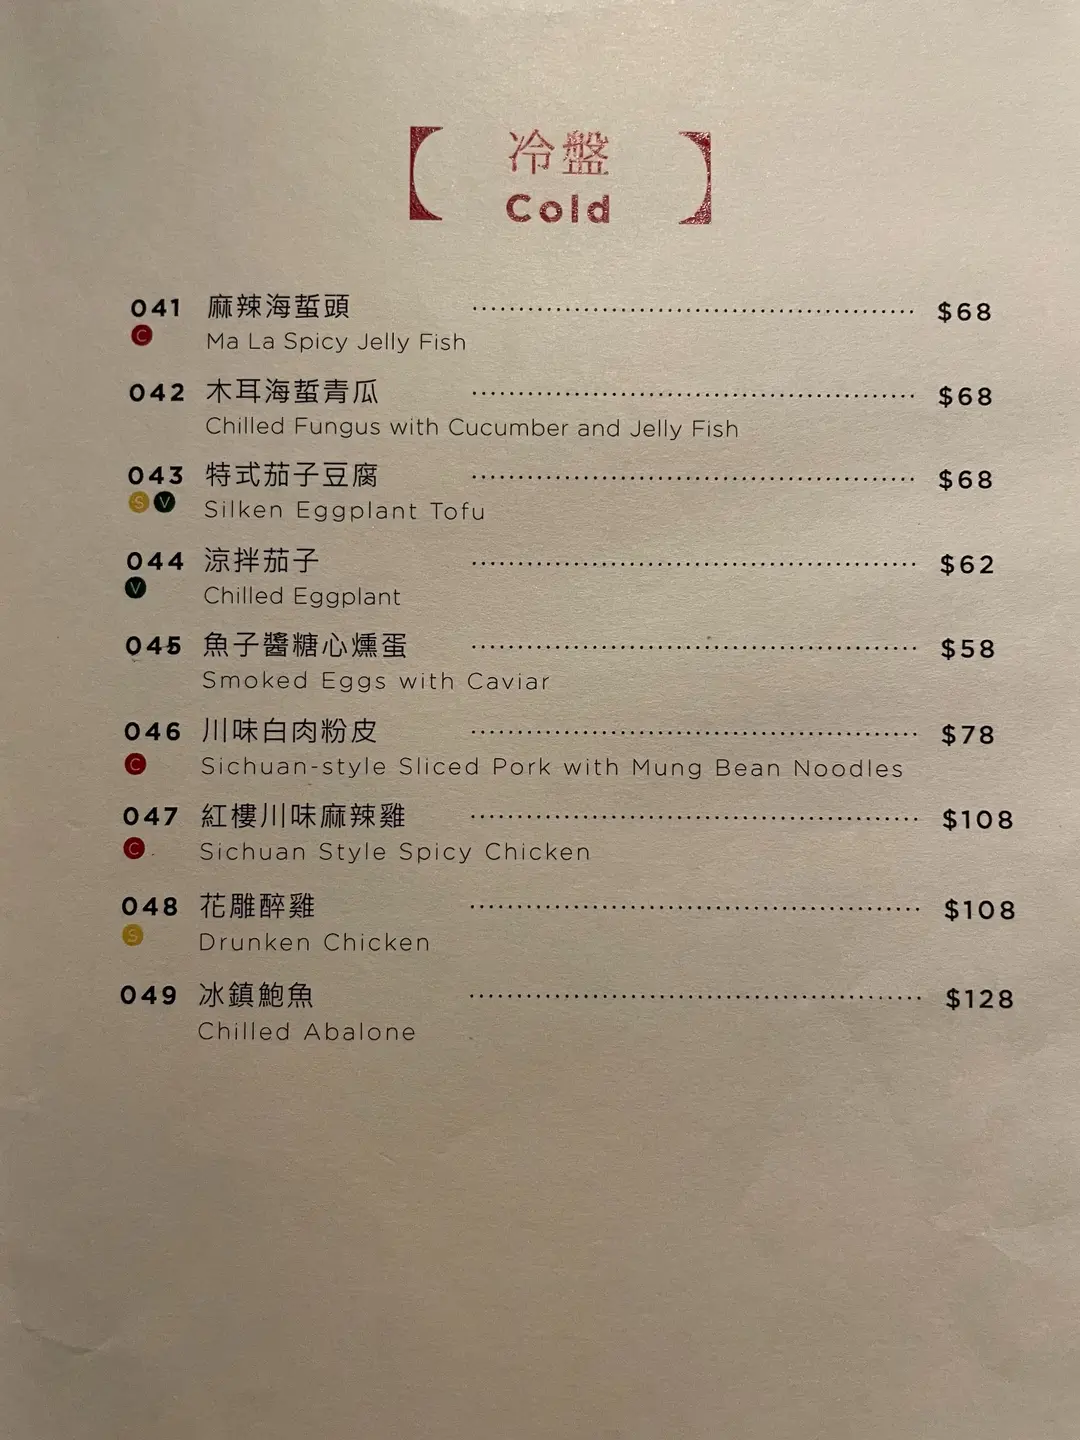 冷盤
Cold
041 麻辣海蜇頭 ........................................ $68
C Ma La Spicy Jelly Fish
042 木耳海蜇青瓜 ........................................ $68
Chilled Fungus with Cucumber and Jelly Fish
043 特式茄子豆腐 ........................................ $68
S V Silken Eggplant Tofu
044 涼拌茄子 ........................................ $62
V Chilled Eggplant
045 魚子醬糖心燻蛋 ........................................ $58
Smoked Eggs with Caviar
046 川味白肉粉皮 ........................................ $78
C Sichuan-style Sliced Pork with Mung Bean Noodles
047 紅樓川味麻辣雞 ........................................ $108
C Sichuan Style Spicy Chicken
048 花雕醉雞 ........................................ $108
S Drunken Chicken
049 冰鎮鮑魚 ........................................ $128
Chilled Abalone